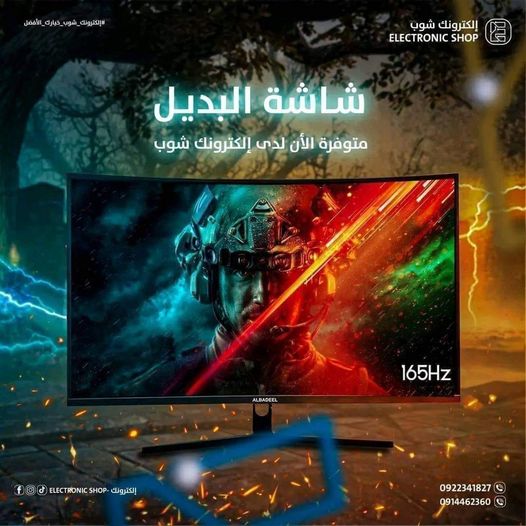 إلكترونك شوب
ELECTRONIC SHOP
#إلكترونك_شوب_خيارك_الأفضل
شاشة البديل
متوفرة الأن لدى إلكترونك شوب
165Hz
ALBADEEL
إلكترونك -ELECTRONIC SHOP
0922341827
0914462360